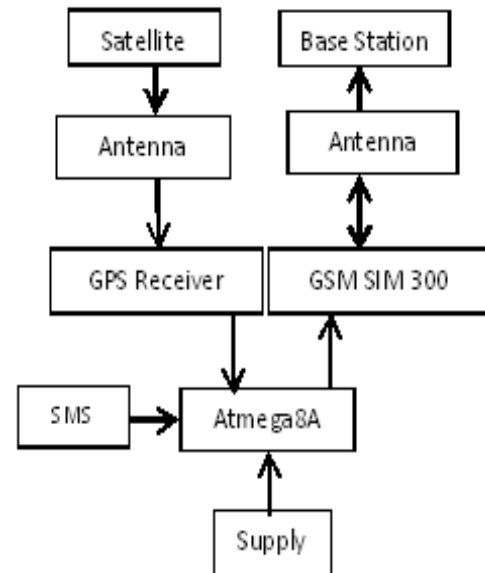 Satellite
Base Station
Antenna
Antenna
GPS Receiver
GSM SIM 300
SMS
Atmega8A
Supply